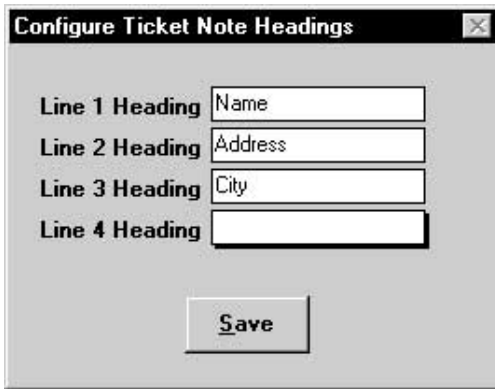 Configure Ticket Note Headings
Line 1 Heading Name
Line 2 Heading Address
Line 3 Heading City
Line 4 Heading
Save